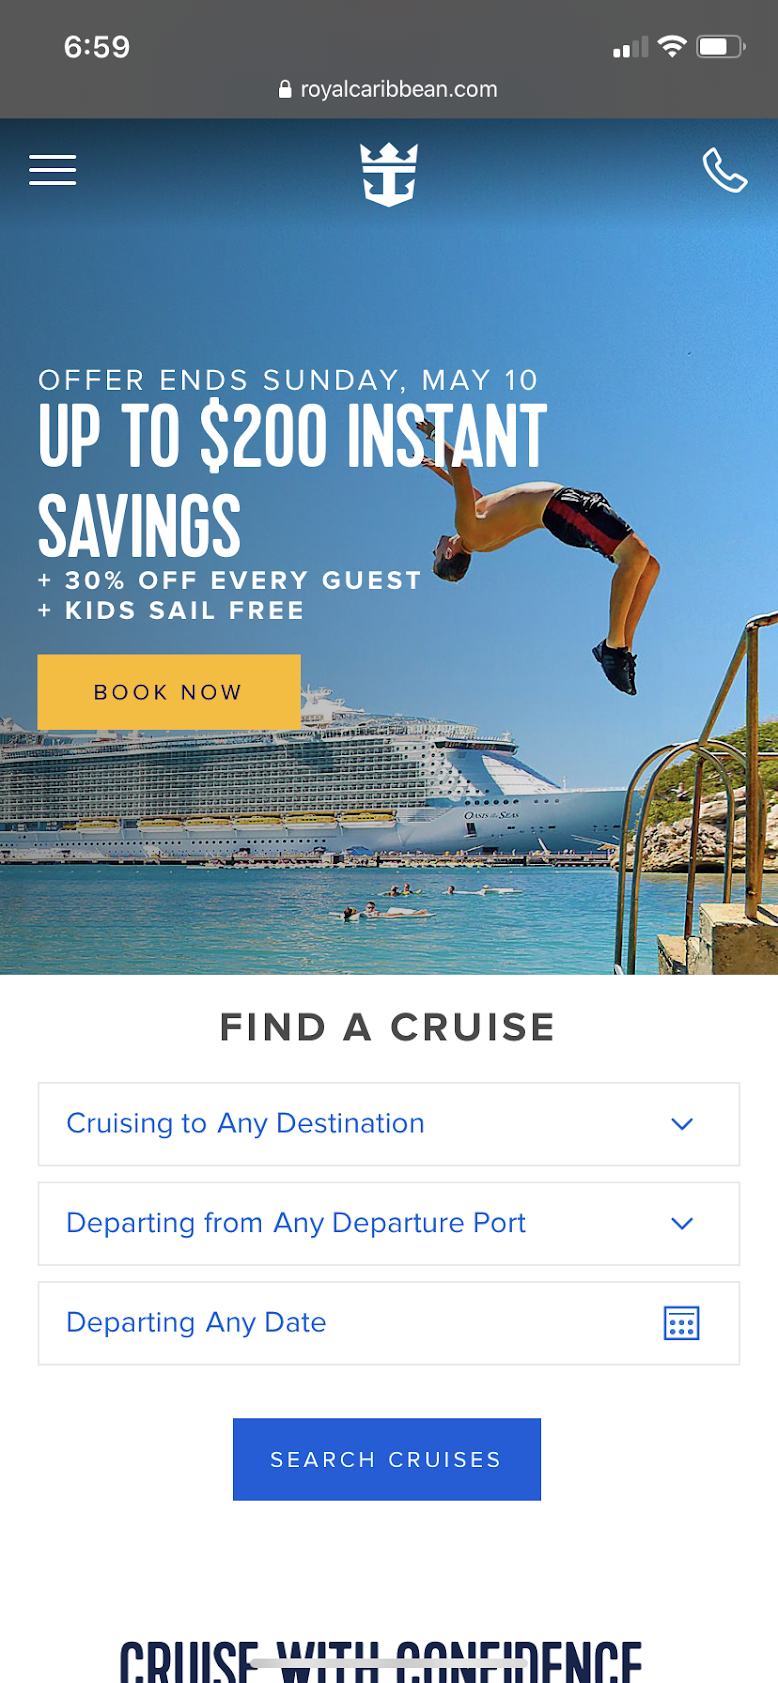 6:59
royalcaribbean.com
OFFER ENDS SUNDAY, MAY 10
UP TO $200 INSTANT
SAVINGS
+ 30% OFF EVERY GUEST
+ KIDS SAIL FREE
BOOK NOW
OASIS OF THE SEAS
FIND A CRUISE
Cruising to Any Destination
Departing from Any Departure Port
Departing Any Date
SEARCH CRUISES
CRUISE WITH CONFIDENCE